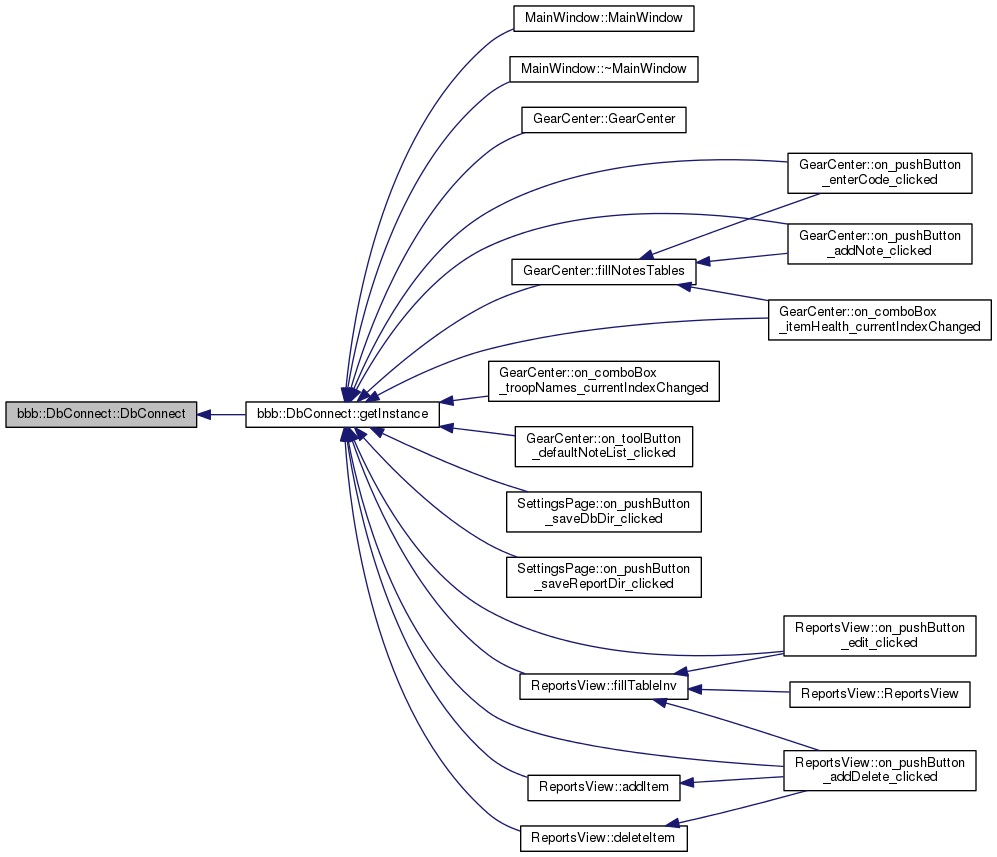 MainWindow::MainWindow
MainWindow::~MainWindow
GearCenter::GearCenter
GearCenter::on_pushButton
_enterCode_clicked
GearCenter::on_pushButton
_addNote_clicked
GearCenter::fillNotesTables
GearCenter::on_comboBox
_itemHealth_currentIndexChanged
GearCenter::on_comboBox
_troopNames_currentIndexChanged
bbb::DbConnect::DbConnect
bbb::DbConnect::getInstance
GearCenter::on_toolButton
_defaultNoteList_clicked
SettingsPage::on_pushButton
_saveDbDir_clicked
SettingsPage::on_pushButton
_saveReportDir_clicked
ReportsView::on_pushButton
_edit_clicked
ReportsView::fillTableInv
ReportsView::ReportsView
ReportsView::on_pushButton
_addDelete_clicked
ReportsView::addItem
ReportsView::deleteItem